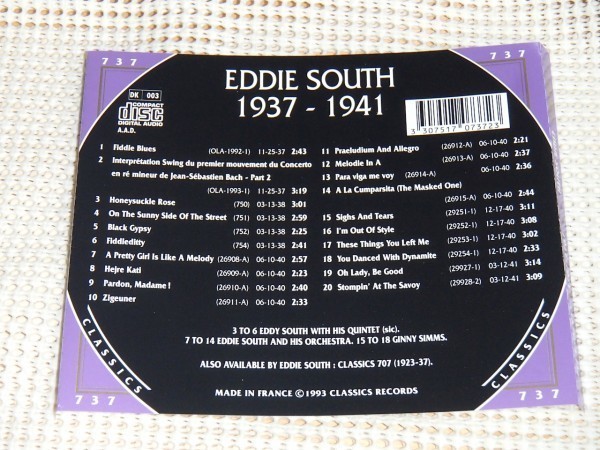 737
737
EDDIE SOUTH
1937 - 1941
DK 003
COMPACT
disc
DIGITAL AUDIO
A.A.D.
3 307517 073723
1 Fiddle Blues (OLA-1992-1) 11-25-37 2:43
2 Interprétation Swing du premier mouvement du Concerto
en ré mineur de Jean-Sébastien Bach - Part 2
(OLA-1993-1) 11-25-37 3:19
3 Honeysuckle Rose (750) 03-13-38 3:01
4 On The Sunny Side Of The Street (751) 03-13-38 2:59
5 Black Gypsy (752) 03-13-38 2:25
6 Fiddleditty (754) 03-13-38 2:41
7 A Pretty Girl Is Like A Melody (26908-A) 06-10-40 2:57
8 Hejre Kati (26909-A) 06-10-40 2:23
9 Pardon, Madame ! (26910-A) 06-10-40 2:40
10 Zigeuner (26911-A) 06-10-40 2:33
11 Praeludium And Allegro (26912-A) 06-10-40 2:21
12 Melodie In A (26913-A) 06-10-40 2:37
13 Para viga me voy (26914-A) 06-10-40 2:36
14 A La Cumparsita (The Masked One)
(26915-A) 06-10-40 2:44
15 Sighs And Tears (29251-1) 12-17-40 3:11
16 I'm Out Of Style (29252-1) 12-17-40 3:08
17 These Things You Left Me (29253-1) 12-17-40 3:02
18 You Danced With Dynamite (29254-1) 12-17-40 2:33
19 Oh Lady, Be Good (29927-1) 03-12-41 3:14
20 Stompin' At The Savoy (29928-2) 03-12-41 3:09
3 TO 6 EDDY SOUTH WITH HIS QUINTET (sic).
7 TO 14 EDDIE SOUTH AND HIS ORCHESTRA. 15 TO 18 GINNY SIMMS.
ALSO AVAILABLE BY EDDIE SOUTH : CLASSICS 707 (1923-37).
MADE IN FRANCE ©1993 CLASSICS RECORDS
CLASSICS
CLASSICS
737
737